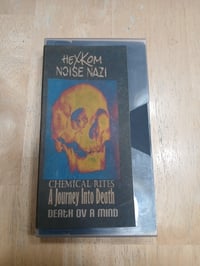 HeXKOM
NOISE NAZI
CHEMICAL RITES
A Journey Into Death
DEATH OV A MIND